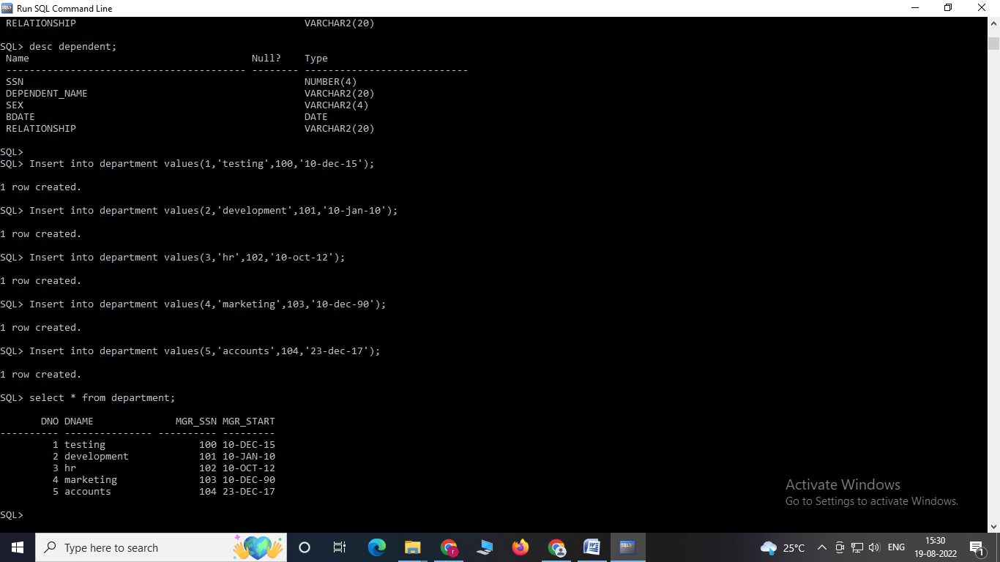 Run SQL Command Line
RELATIONSHIP VARCHAR2(20)
SQL> desc dependent;
Name Null? Type
----------------------------------------- -------- ----------------------------
SSN NUMBER(4)
DEPENDENT_NAME VARCHAR2(20)
SEX VARCHAR2(4)
BDATE DATE
RELATIONSHIP VARCHAR2(20)
SQL>
SQL> Insert into department values(1,'testing',100,'10-dec-15');
1 row created.
SQL> Insert into department values(2,'development',101,'10-jan-10');
1 row created.
SQL> Insert into department values(3,'hr',102,'10-oct-12');
1 row created.
SQL> Insert into department values(4,'marketing',103,'10-dec-90');
1 row created.
SQL> Insert into department values(5,'accounts',104,'23-dec-17');
1 row created.
SQL> select * from department;
DNO DNAME MGR_SSN MGR_START
---------- --------------- ---------- ---------
1 testing 100 10-DEC-15
2 development 101 10-JAN-10
3 hr 102 10-OCT-12
4 marketing 103 10-DEC-90
5 accounts 104 23-DEC-17
SQL>
Activate Windows
Go to Settings to activate Windows.
Type here to search
25°C
ENG
15:30
19-08-2022
1